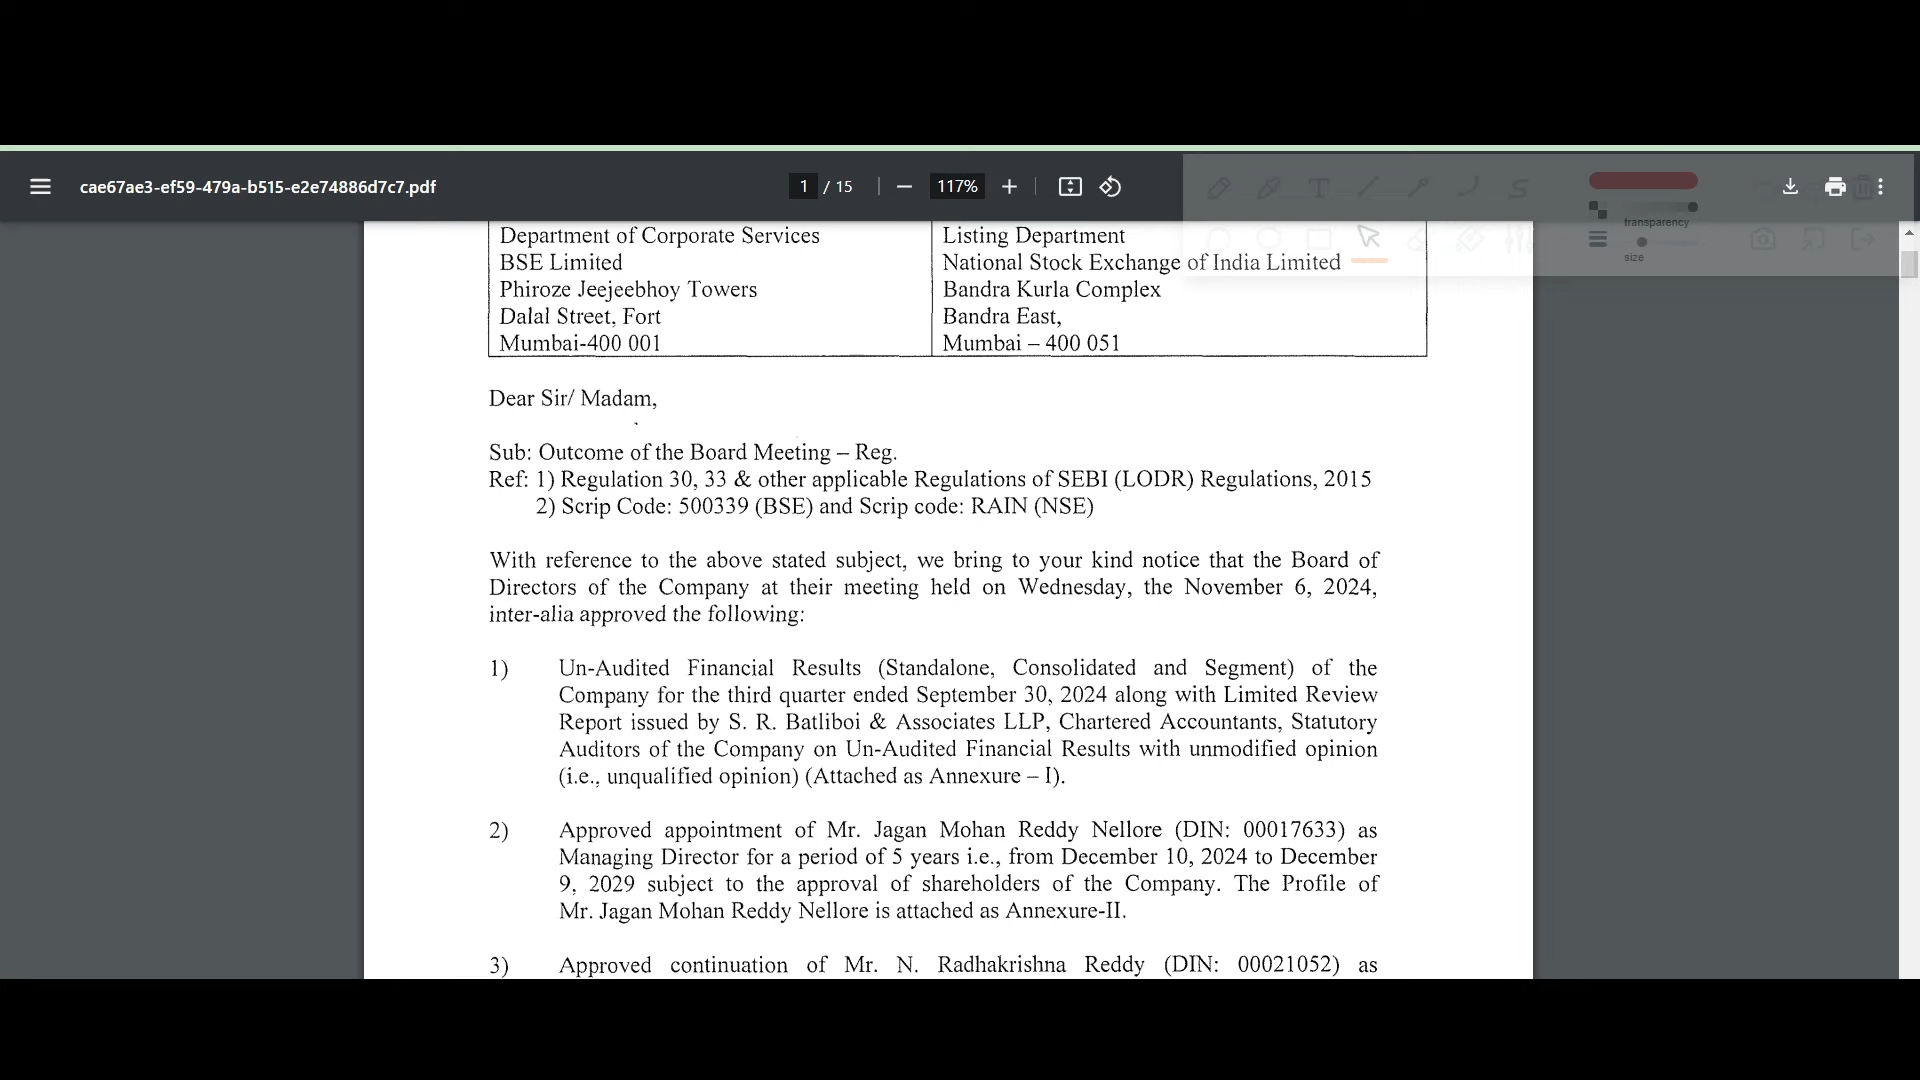 cae67ae3-ef59-479a-b515-e2e74886d7c7.pdf
1 / 15
117%
transparency
size
Department of Corporate Services
BSE Limited
Phiroze Jeejeebhoy Towers
Dalal Street, Fort
Mumbai-400 001
Listing Department
National Stock Exchange of India Limited
Bandra Kurla Complex
Bandra East,
Mumbai – 400 051
Dear Sir/ Madam,
Sub: Outcome of the Board Meeting – Reg.
Ref: 1) Regulation 30, 33 & other applicable Regulations of SEBI (LODR) Regulations, 2015
2) Scrip Code: 500339 (BSE) and Scrip code: RAIN (NSE)
With reference to the above stated subject, we bring to your kind notice that the Board of
Directors of the Company at their meeting held on Wednesday, the November 6, 2024,
inter-alia approved the following:
1) Un-Audited Financial Results (Standalone, Consolidated and Segment) of the
Company for the third quarter ended September 30, 2024 along with Limited Review
Report issued by S. R. Batliboi & Associates LLP, Chartered Accountants, Statutory
Auditors of the Company on Un-Audited Financial Results with unmodified opinion
(i.e., unqualified opinion) (Attached as Annexure – I).
2) Approved appointment of Mr. Jagan Mohan Reddy Nellore (DIN: 00017633) as
Managing Director for a period of 5 years i.e., from December 10, 2024 to December
9, 2029 subject to the approval of shareholders of the Company. The Profile of
Mr. Jagan Mohan Reddy Nellore is attached as Annexure-II.
3) Approved continuation of Mr. N. Radhakrishna Reddy (DIN: 00021052) as